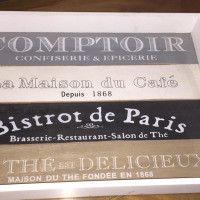 COMPTOIR
CONFISERIE & EPICERIE
La Maison du Café
Depuis 1868
Bistrot de Paris
Brasserie-Restaurant-Salon de Thé
THÉ DELICIEUX
MAISON DU THE FONDÉE EN 1868